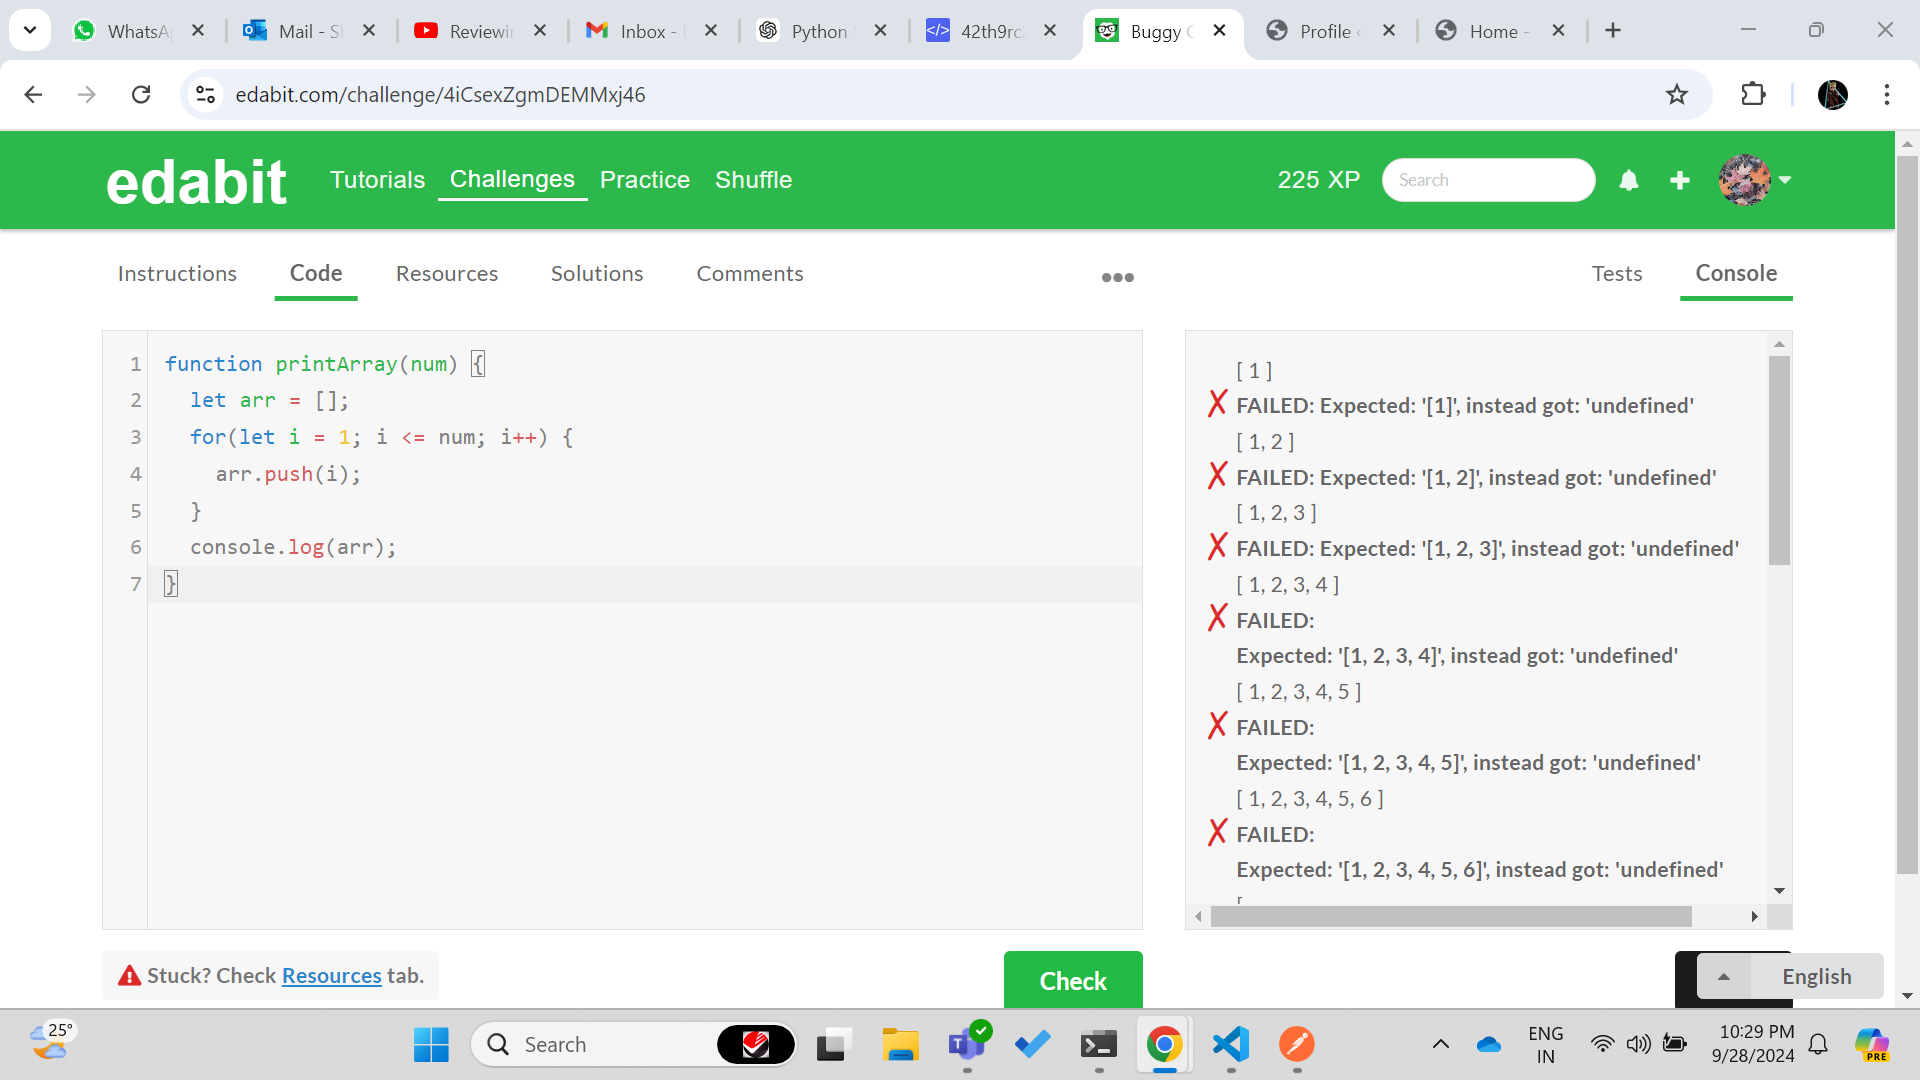 WhatsA
Mail - S
Reviewin
Inbox -
Python
42th9rc
Buggy
Profile
Home -
edabit.com/challenge/4iCsexZgmDEMMxj46
edabit
Tutorials
Challenges
Practice
Shuffle
225 XP
Search
Instructions
Code
Resources
Solutions
Comments
Tests
Console
1 function printArray(num) {
2 let arr = [];
3 for(let i = 1; i <= num; i++) {
4 arr.push(i);
5 }
6 console.log(arr);
7 }
[ 1 ]
FAILED: Expected: '[1]', instead got: 'undefined'
[ 1, 2 ]
FAILED: Expected: '[1, 2]', instead got: 'undefined'
[ 1, 2, 3 ]
FAILED: Expected: '[1, 2, 3]', instead got: 'undefined'
[ 1, 2, 3, 4 ]
FAILED:
Expected: '[1, 2, 3, 4]', instead got: 'undefined'
[ 1, 2, 3, 4, 5 ]
FAILED:
Expected: '[1, 2, 3, 4, 5]', instead got: 'undefined'
[ 1, 2, 3, 4, 5, 6 ]
FAILED:
Expected: '[1, 2, 3, 4, 5, 6]', instead got: 'undefined'
[
Stuck? Check Resources tab.
Check
English
25°
Search
ENG
IN
10:29 PM
9/28/2024
PRE